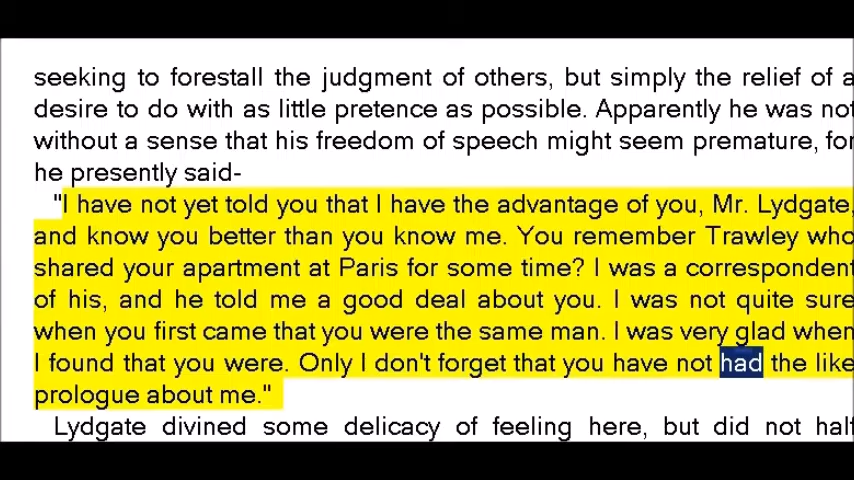 seeking to forestall the judgment of others, but simply the relief of a
desire to do with as little pretence as possible. Apparently he was not
without a sense that his freedom of speech might seem premature, for
he presently said-
"I have not yet told you that I have the advantage of you, Mr. Lydgate,
and know you better than you know me. You remember Trawley who
shared your apartment at Paris for some time? I was a correspondent
of his, and he told me a good deal about you. I was not quite sure
when you first came that you were the same man. I was very glad when
I found that you were. Only I don't forget that you have not had the like
prologue about me."
Lydgate divined some delicacy of feeling here, but did not half